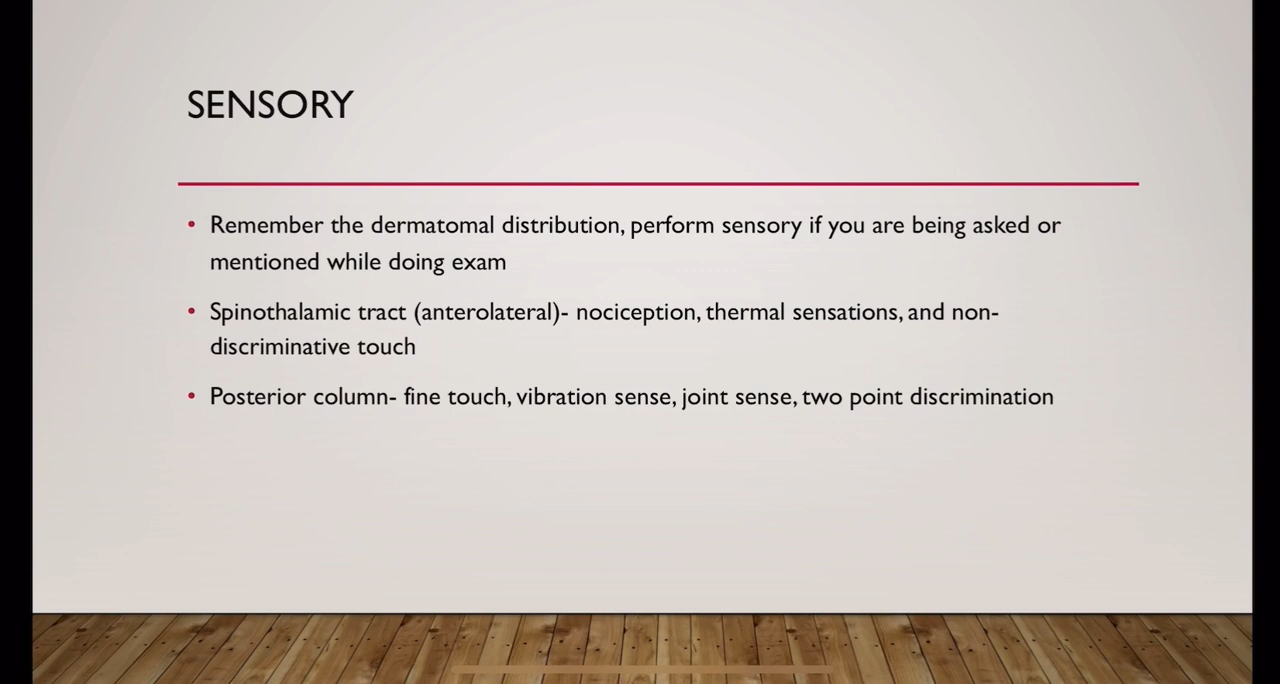 SENSORY
• Remember the dermatomal distribution, perform sensory if you are being asked or
mentioned while doing exam
• Spinothalamic tract (anterolateral)- nociception, thermal sensations, and non-
discriminative touch
• Posterior column- fine touch, vibration sense, joint sense, two point discrimination